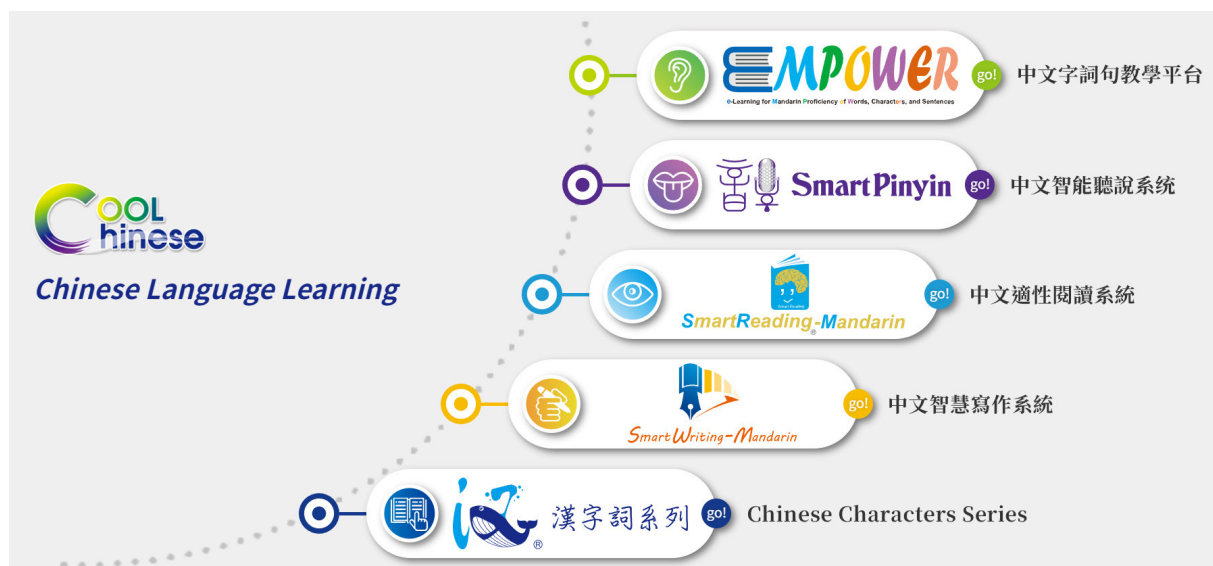 EMPOWER
e-Learning for Mandarin Proficiency of Words, Characters, and Sentences
go!
中文字詞句教學平台
SmartPinyin
go!
中文智能聽說系統
Cool Chinese
Chinese Language Learning
SmartReading-Mandarin®
go!
中文適性閱讀系統
SmartWriting-Mandarin
go!
中文智慧寫作系統
漢字詞系列
®
go!
Chinese Characters Series